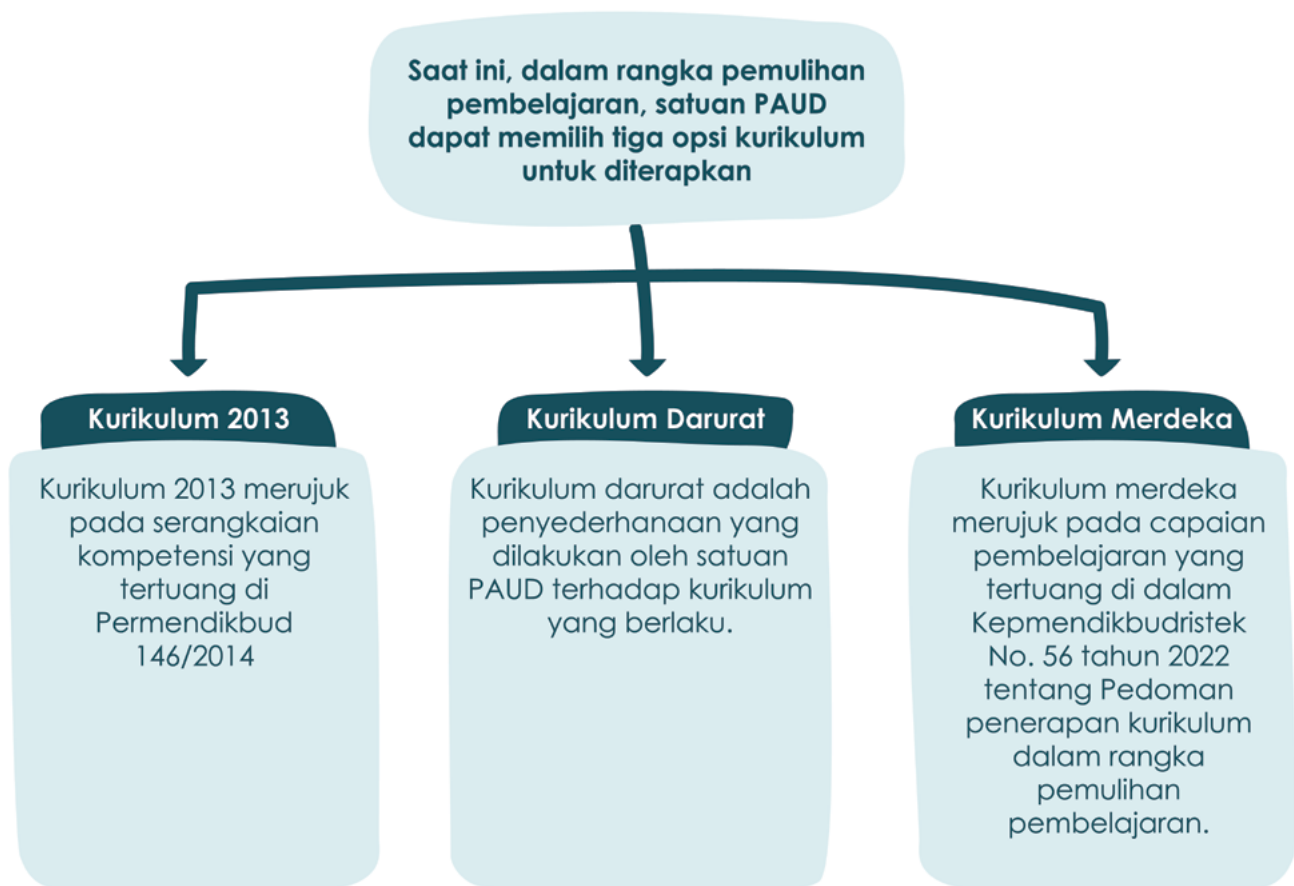 Saat ini, dalam rangka pemulihan
pembelajaran, satuan PAUD
dapat memilih tiga opsi kurikulum
untuk diterapkan
Kurikulum 2013
Kurikulum 2013 merujuk
pada serangkaian
kompetensi yang
tertuang di
Permendikbud
146/2014
Kurikulum Darurat
Kurikulum darurat adalah
penyederhanaan yang
dilakukan oleh satuan
PAUD terhadap kurikulum
yang berlaku.
Kurikulum Merdeka
Kurikulum merdeka
merujuk pada capaian
pembelajaran yang
tertuang di dalam
Kepmendikbudristek
No. 56 tahun 2022
tentang Pedoman
penerapan kurikulum
dalam rangka
pemulihan
pembelajaran.